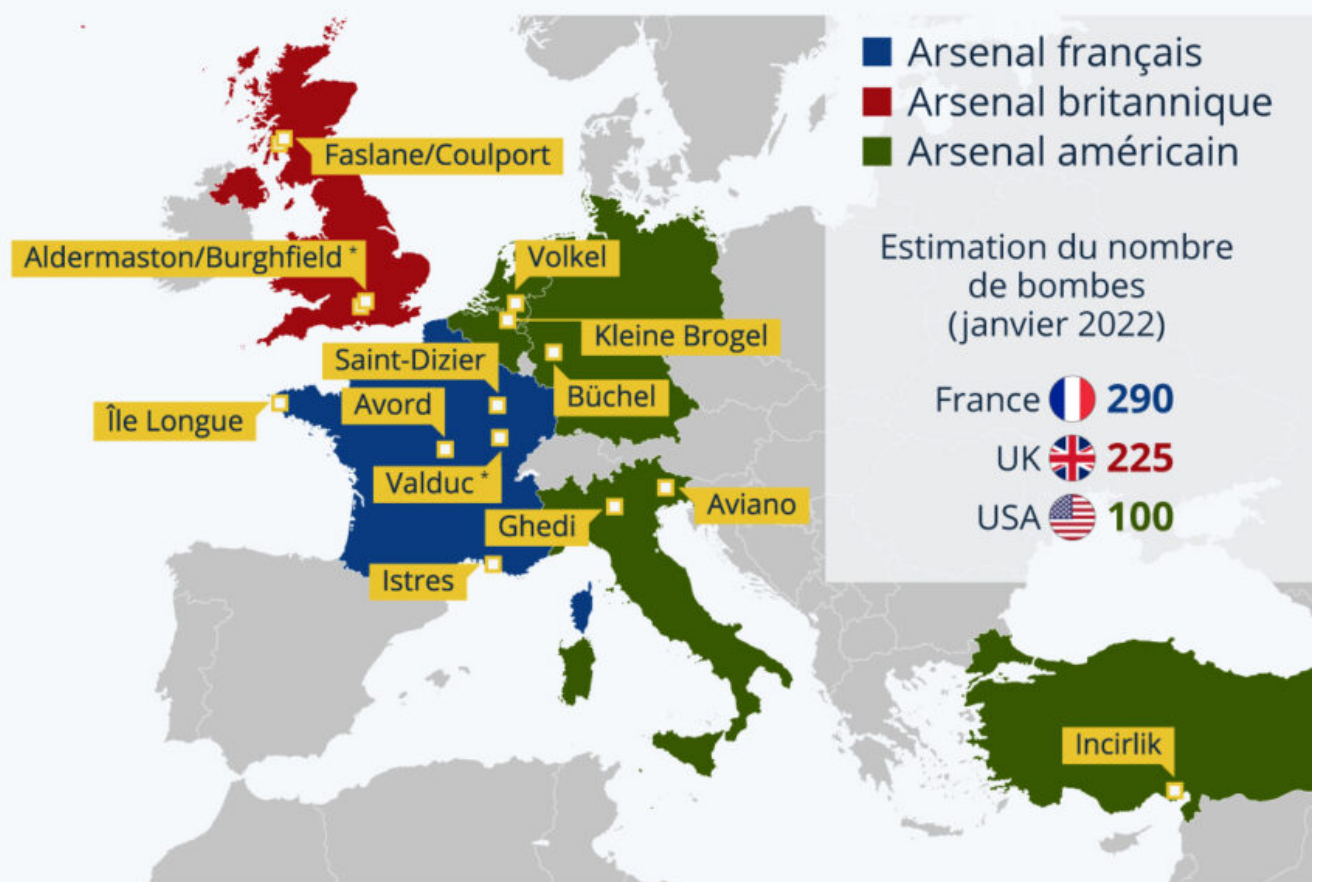 Arsenal français
Arsenal britannique
Arsenal américain
Estimation du nombre
de bombes
(janvier 2022)
France 290
UK 225
USA 100
Faslane/Coulport
Aldermaston/Burghfield *
Volkel
Kleine Brogel
Saint-Dizier
Büchel
Avord
Île Longue
Valduc *
Aviano
Ghedi
Istres
Incirlik